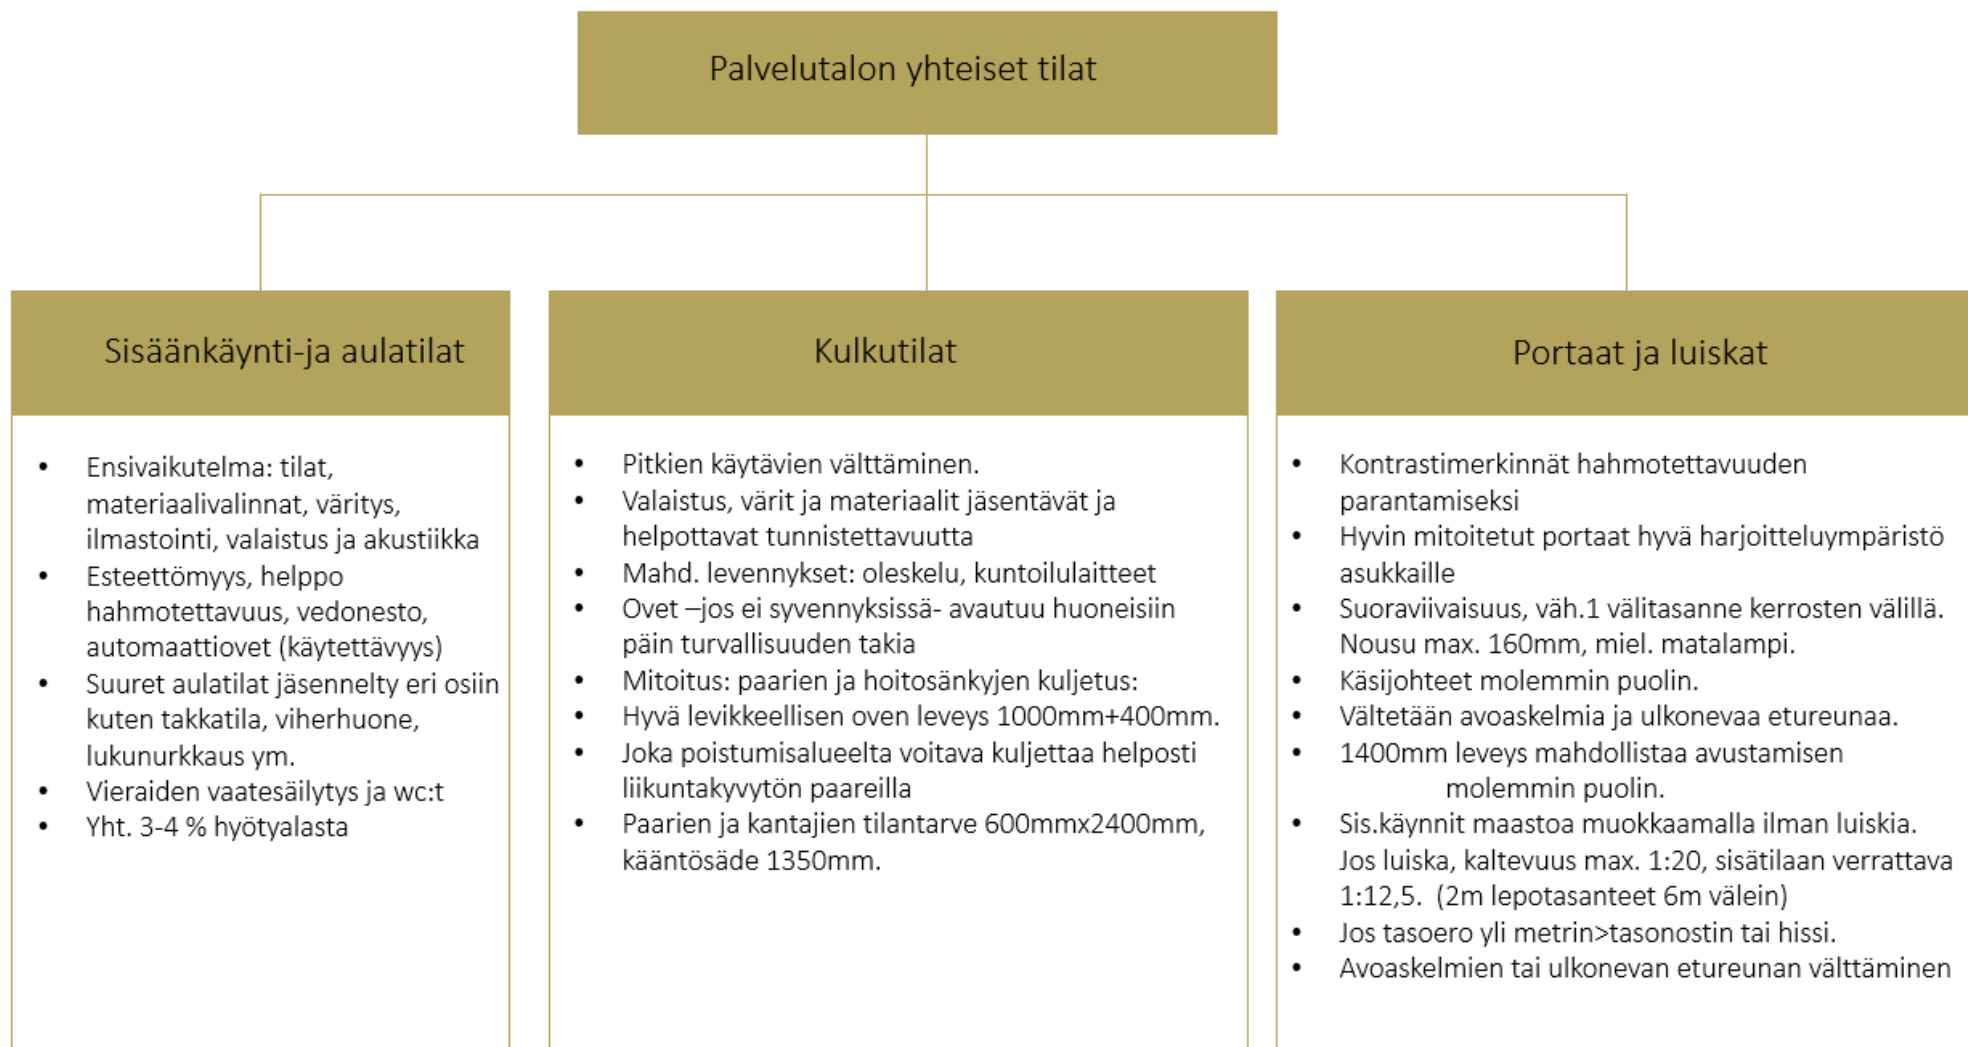 Palvelutalon yhteiset tilat
Sisäänkäynti-ja aulatilat
• Ensivaikutelma: tilat,
materiaalivalinnat, väritys,
ilmastointi, valaistus ja akustiikka
• Esteettömyys, helppo
hahmotettavuus, vedonesto,
automaattiovet (käytettävyys)
• Suuret aulatilat jäsennelty eri osiin
kuten takkatila, viherhuone,
lukunurkkaus ym.
• Vieraiden vaatesäilytys ja wc:t
• Yht. 3-4 % hyötyalasta
Kulkutilat
• Pitkien käytävien välttäminen.
• Valaistus, värit ja materiaalit jäsentävät ja
helpottavat tunnistettavuutta
• Mahd. levennykset: oleskelu, kuntoilulaitteet
• Ovet –jos ei syvennyksissä- avautuu huoneisiin
päin turvallisuuden takia
• Mitoitus: paarien ja hoitosänkyjen kuljetus:
• Hyvä levikkeellisen oven leveys 1000mm+400mm.
• Joka poistumisalueelta voitava kuljettaa helposti
liikuntakyvytön paareilla
• Paarien ja kantajien tilantarve 600mmx2400mm,
kääntösäde 1350mm.
Portaat ja luiskat
• Kontrastimerkinnät hahmotettavuuden
parantamiseksi
• Hyvin mitoitetut portaat hyvä harjoitteluympäristö
asukkaille
• Suoraviivaisuus, väh.1 välitasanne kerrosten välillä.
Nousu max. 160mm, miel. matalampi.
• Käsijohteet molemmin puolin.
• Vältetään avoaskelmia ja ulkonevaa etureunaa.
• 1400mm leveys mahdollistaa avustamisen
molemmin puolin.
• Sis.käynnit maastoa muokkaamalla ilman luiskia.
Jos luiska, kaltevuus max. 1:20, sisätilaan verrattava
1:12,5. (2m lepotasanteet 6m välein)
• Jos tasoero yli metrin>tasonostin tai hissi.
• Avoaskelmien tai ulkonevan etureunan välttäminen